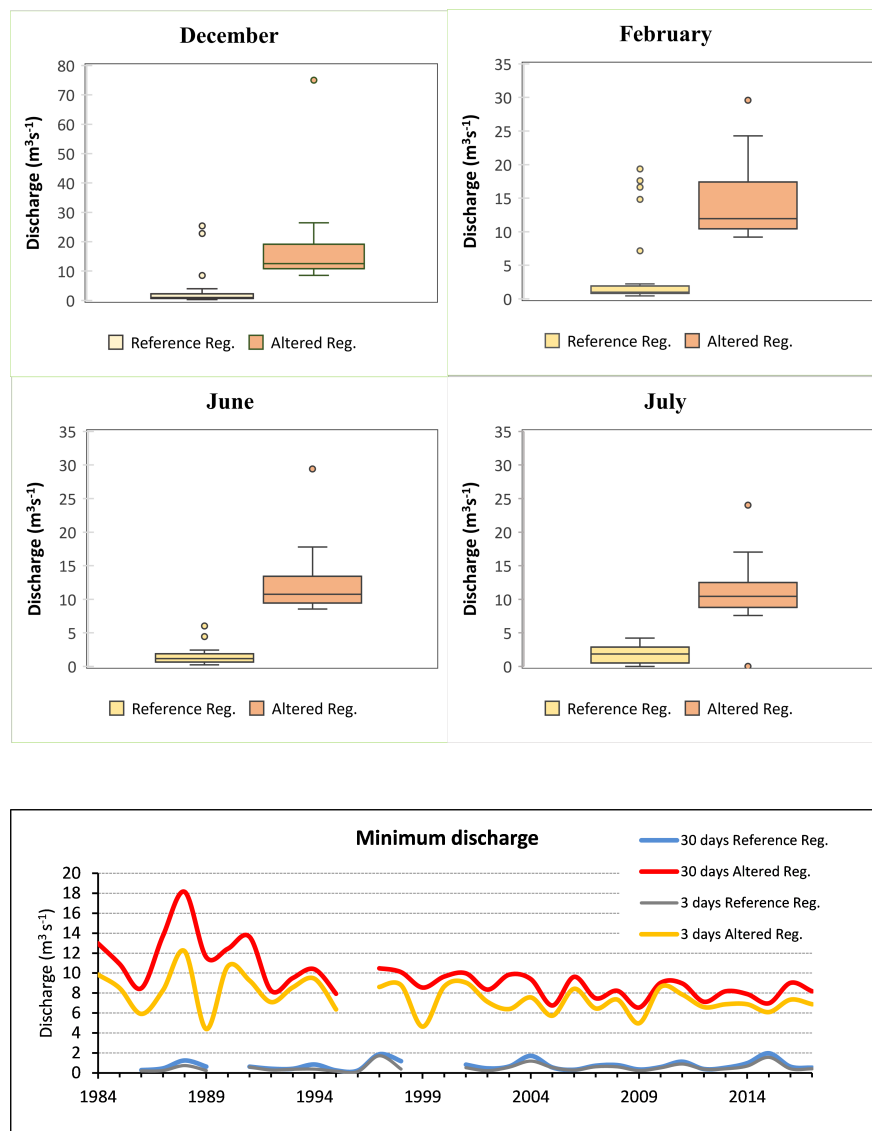 December
80
70
60
50
40
30
20
10
0
Discharge (m³s⁻¹)
Reference Reg. Altered Reg.
February
35
30
25
20
15
10
5
0
Discharge (m³s⁻¹)
Reference Reg. Altered Reg.
June
35
30
25
20
15
10
5
0
Discharge (m³s⁻¹)
Reference Reg. Altered Reg.
July
35
30
25
20
15
10
5
0
Discharge (m³s⁻¹)
Reference Reg. Altered Reg.
Minimum discharge
30 days Reference Reg.
30 days Altered Reg.
3 days Reference Reg.
3 days Altered Reg.
20
18
16
14
12
10
8
6
4
2
0
Discharge (m³ s⁻¹)
1984 1989 1994 1999 2004 2009 2014